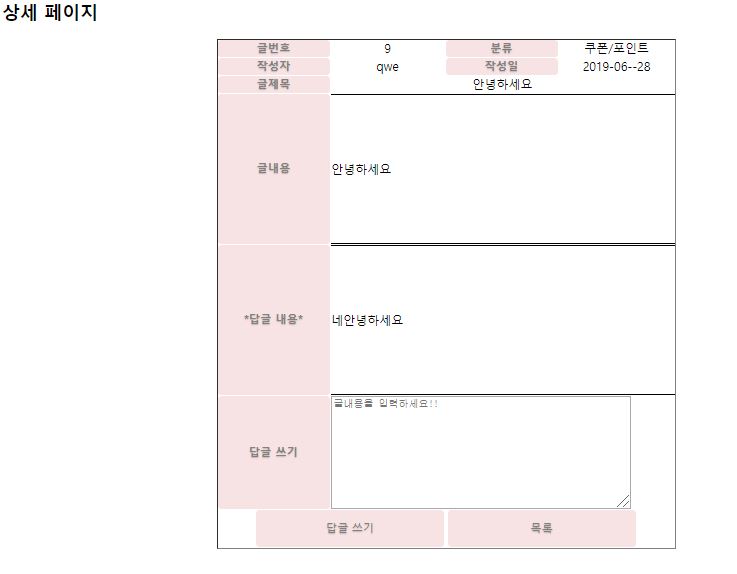 상세 페이지
글번호 9 분류 쿠폰/포인트
작성자 qwe 작성일 2019-06--28
글제목 안녕하세요
글내용 안녕하세요
*답글 내용* 네안녕하세요
답글 쓰기 글내용을 입력하세요!!
답글 쓰기 목록